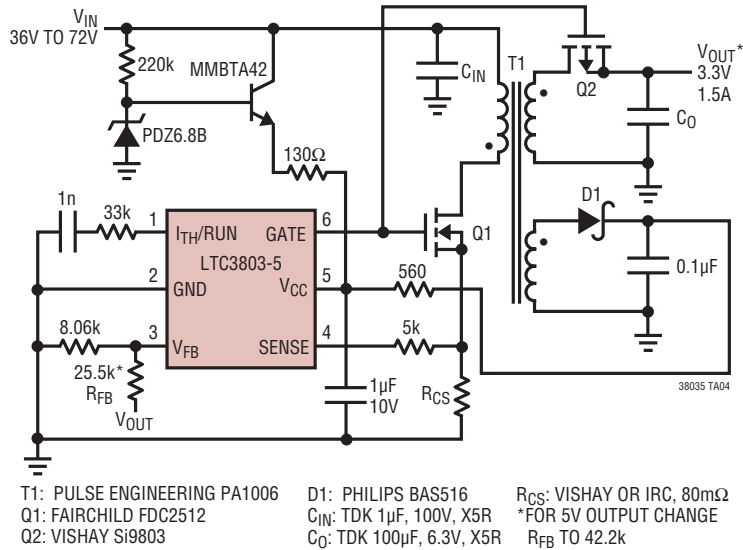 VIN
36V TO 72V
220k
MMBTA42
PDZ6.8B
130Ω
CIN
T1
Q2
VOUT*
3.3V
1.5A
CO
D1
0.1µF
1n
33k
1
ITH/RUN
GATE
6
Q1
LTC3803-5
2
GND
VCC
5
560
8.06k
3
VFB
SENSE
4
5k
25.5k*
RFB
VOUT
1µF
10V
RCS
38035 TA04
T1: PULSE ENGINEERING PA1006
Q1: FAIRCHILD FDC2512
Q2: VISHAY Si9803
D1: PHILIPS BAS516
CIN: TDK 1µF, 100V, X5R
CO: TDK 100µF, 6.3V, X5R
RCS: VISHAY OR IRC, 80mΩ
*FOR 5V OUTPUT CHANGE
RFB TO 42.2k